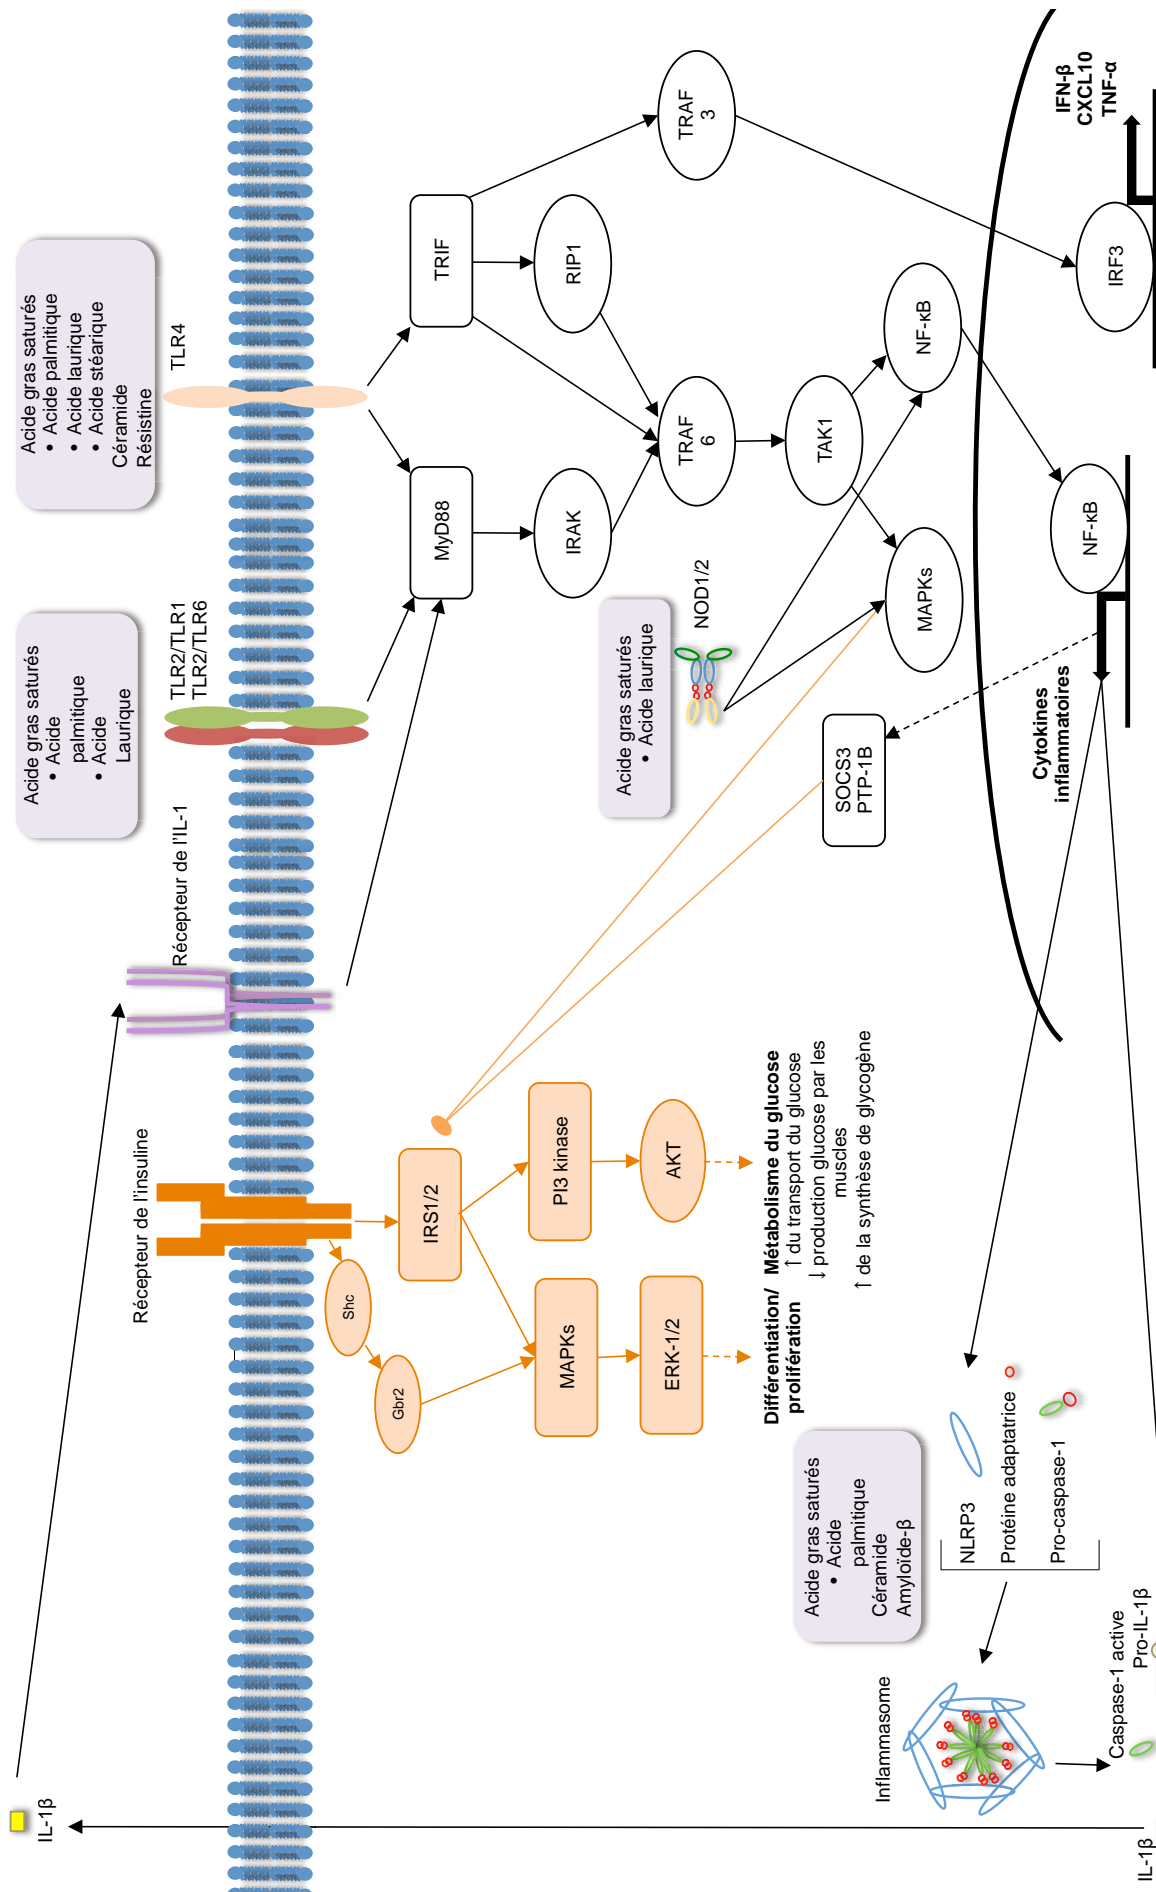 IL-1β
Récepteur de l'insuline
Récepteur de l'IL-1
Acide gras saturés
• Acide
palmitique
• Acide
Laurique
TLR2/TLR1
TLR2/TLR6
Acide gras saturés
• Acide palmitique
• Acide laurique
• Acide stéarique
Céramide
Résistine
TLR4
Shc
Gbr2
IRS1/2
MAPKs
PI3 kinase
ERK-1/2
AKT
Différentiation/
prolifération
Métabolisme du glucose
↑ du transport du glucose
↓ production glucose par les
muscles
↑ de la synthèse de glycogène
MyD88
TRIF
IRAK
RIP1
TRAF
6
TRAF
3
Acide gras saturés
• Acide laurique
NOD1/2
TAK1
MAPKs
NF-κB
SOCS3
PTP-1B
Cytokines
inflammatoires
NF-κB
IRF3
IFN-β
CXCL10
TNF-α
Acide gras saturés
• Acide
palmitique
Céramide
Amyloïde-β
NLRP3
Protéine adaptatrice
Pro-caspase-1
Inflammasome
Caspase-1 active
Pro-IL-1β
IL-1β